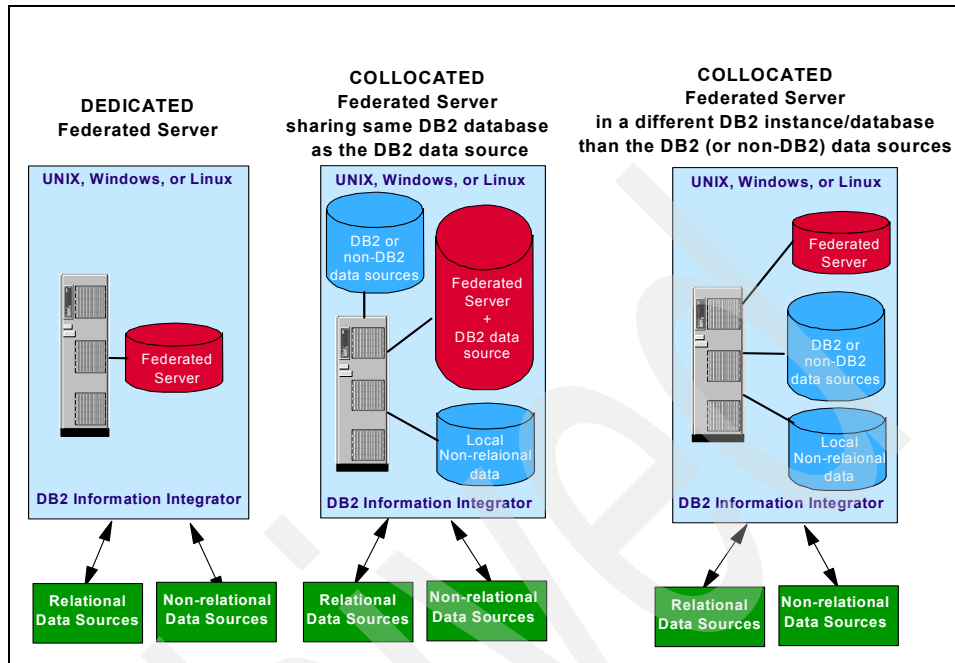 DEDICATED
Federated Server
UNIX, Windows, or Linux
Federated
Server
DB2 Information Integrator
Relational
Data Sources
Non-relational
Data Sources
COLLOCATED
Federated Server
sharing same DB2 database
as the DB2 data source
UNIX, Windows, or Linux
DB2 or
non-DB2
data sources
Federated
Server
+
DB2 data
source
Local
Non-relaional
data
DB2 Information Integrator
Relational
Data Sources
Non-relational
Data Sources
COLLOCATED
Federated Server
in a different DB2 instance/database
than the DB2 (or non-DB2) data sources
UNIX, Windows, or Linux
Federated
Server
DB2 or
non-DB2
data sources
Local
Non-relaional
data
DB2 Information Integrator
Relational
Data Sources
Non-relational
Data Sources